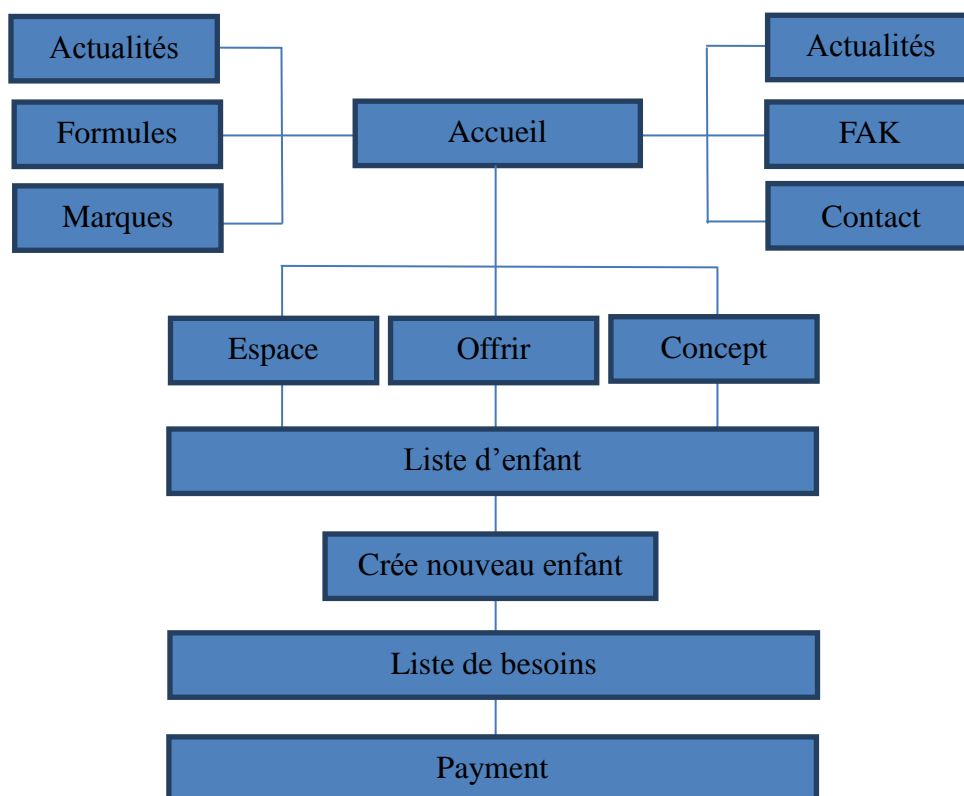 Actualités
Actualités
Formules
Accueil
FAK
Marques
Contact
Espace
Offrir
Concept
Liste d’enfant
Crée nouveau enfant
Liste de besoins
Payment